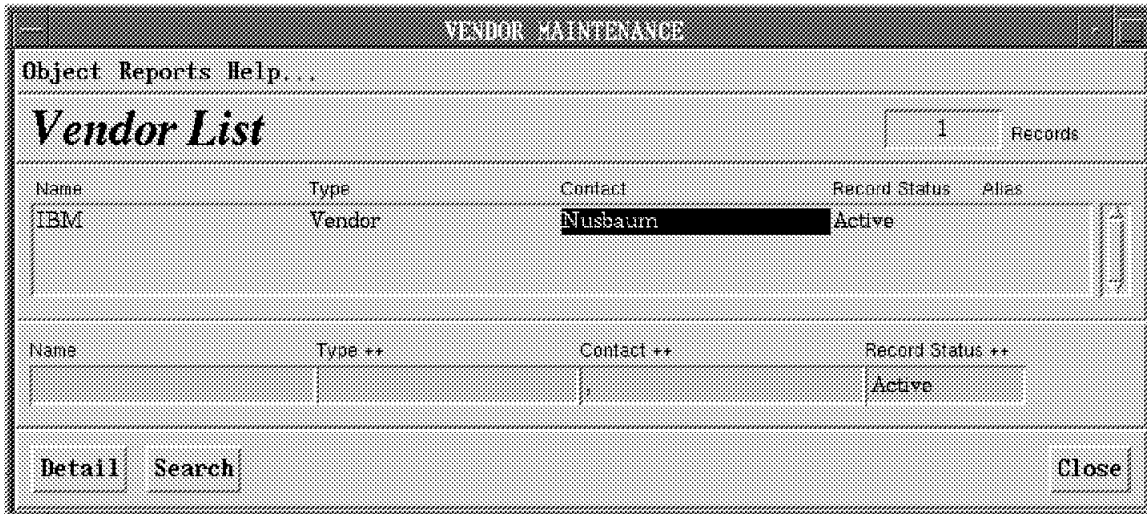 VENDOR MAINTENANCE
Object Reports Help...
Vendor List 1 Records
Name Type Contact Record Status Alias
IBM Vendor Nusbaum Active
Name Type ++ Contact ++ Record Status ++
, Active
Detail Search Close